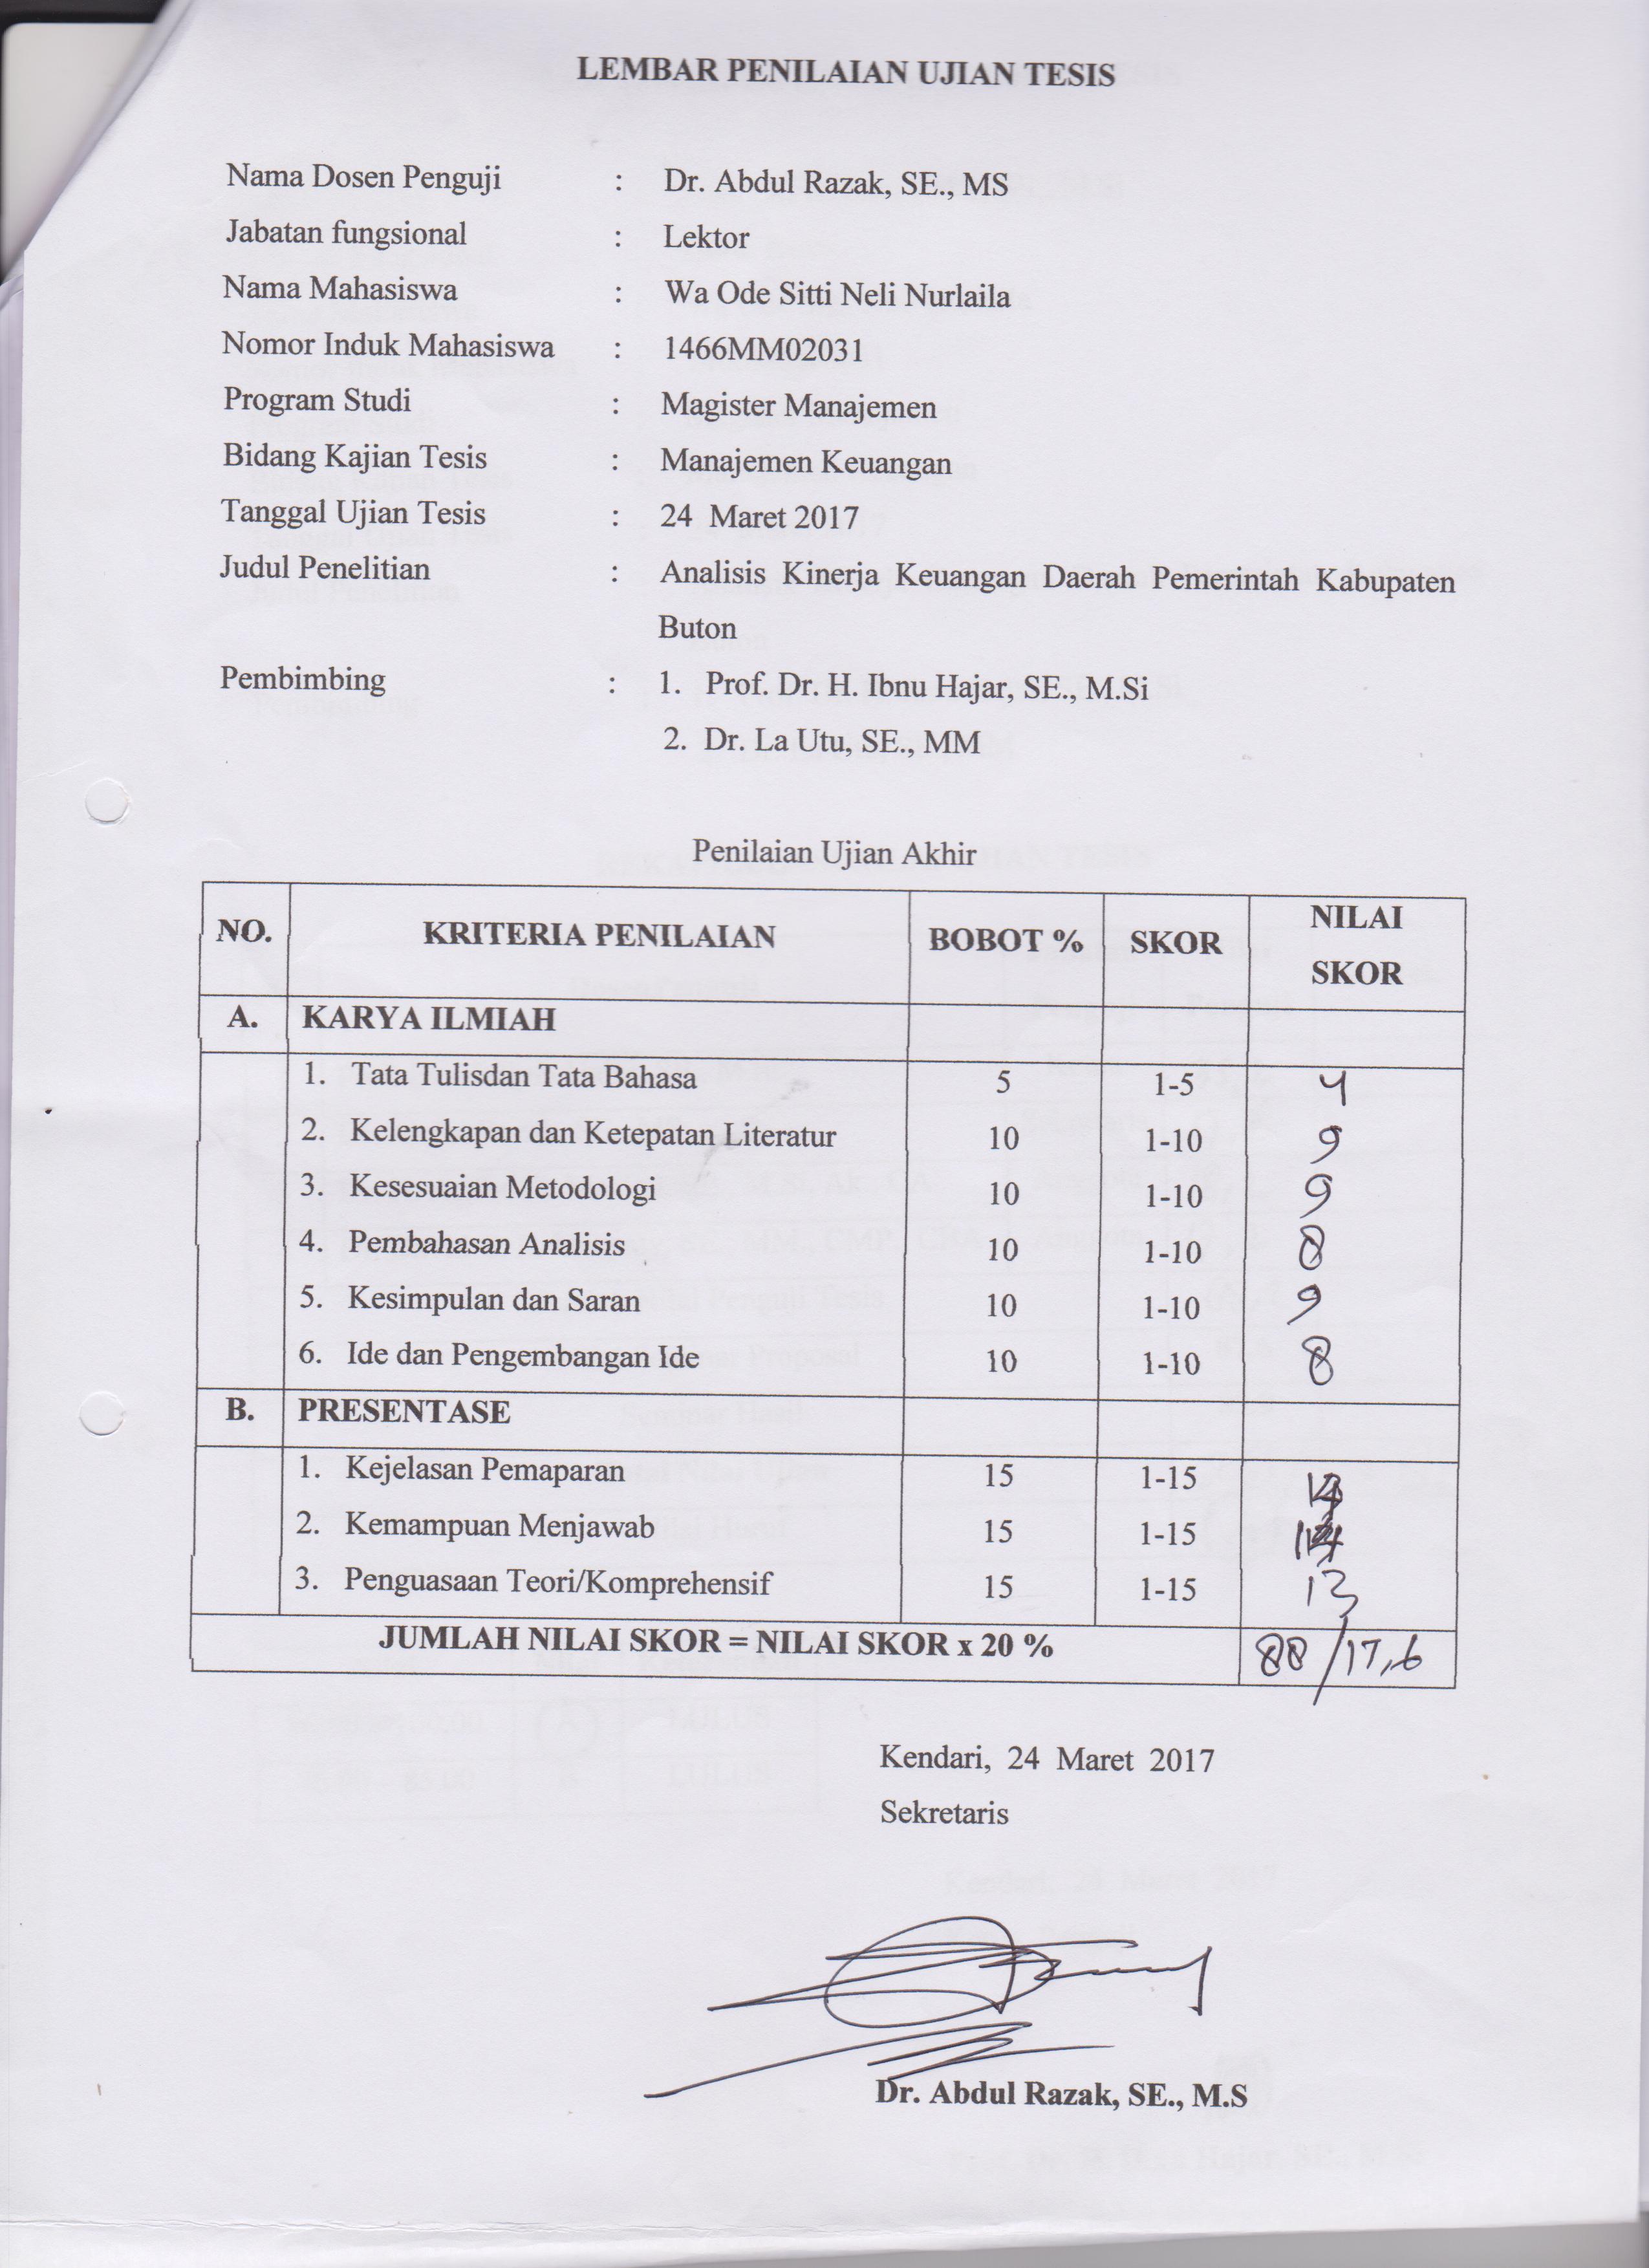 LEMBAR PENILAIAN UJIAN TESIS
Nama Dosen Penguji : Dr. Abdul Razak, SE., MS
Jabatan fungsional : Lektor
Nama Mahasiswa : Wa Ode Sitti Neli Nurlaila
Nomor Induk Mahasiswa : 1466MM02031
Program Studi : Magister Manajemen
Bidang Kajian Tesis : Manajemen Keuangan
Tanggal Ujian Tesis : 24 Maret 2017
Judul Penelitian : Analisis Kinerja Keuangan Daerah Pemerintah Kabupaten
Buton
Pembimbing : 1. Prof. Dr. H. Ibnu Hajar, SE., M.Si
2. Dr. La Utu, SE., MM
Penilaian Ujian Akhir
NO. KRITERIA PENILAIAN BOBOT % SKOR NILAI SKOR
A. KARYA ILMIAH
1. Tata Tulisdan Tata Bahasa 5 1-5 4
2. Kelengkapan dan Ketepatan Literatur 10 1-10 9
3. Kesesuaian Metodologi 10 1-10 9
4. Pembahasan Analisis 10 1-10 8
5. Kesimpulan dan Saran 10 1-10 9
6. Ide dan Pengembangan Ide 10 1-10 8
B. PRESENTASE
1. Kejelasan Pemaparan 15 1-15
2. Kemampuan Menjawab 15 1-15
3. Penguasaan Teori/Komprehensif 15 1-15 13
JUMLAH NILAI SKOR = NILAI SKOR x 20 % 88 / 17,6
Kendari, 24 Maret 2017
Sekretaris
Dr. Abdul Razak, SE., M.S